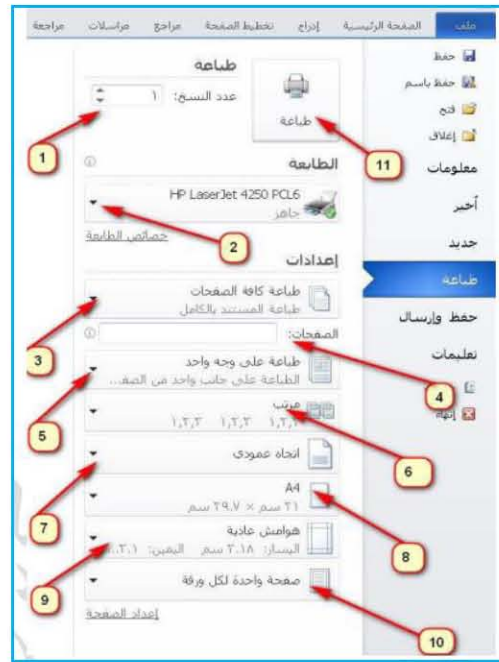 ملف الصفحة الرئيسية إدراج تخطيط الصفحة مراجع مراسلات مراجعة
حفظ
حفظ باسم
فتح
إغلاق
معلومات
أخير
جديد
طباعة
حفظ وإرسال
تعليمات
إنهاء
طباعة
عدد النسخ: ١
طباعة
الطابعة
HP LaserJet 4250 PCL6
جاهز
خصائص الطابعة
إعدادات
طباعة كافة الصفحات
طباعة المستند بالكامل
الصفحات:
طباعة على وجه واحد
الطباعة على جانب واحد من الصف...
مرتب
١,٢,٣ ١,٢,٣ ١,٢,٣
اتجاه عمودي
A4
٢١ سم × ٢٩.٧ سم
هوامش عادية
اليسار: ٣.١٨ سم اليمين:
صفحة واحدة لكل ورقة
إعداد الصفحة
1
2
3
4
5
6
7
8
9
10
11